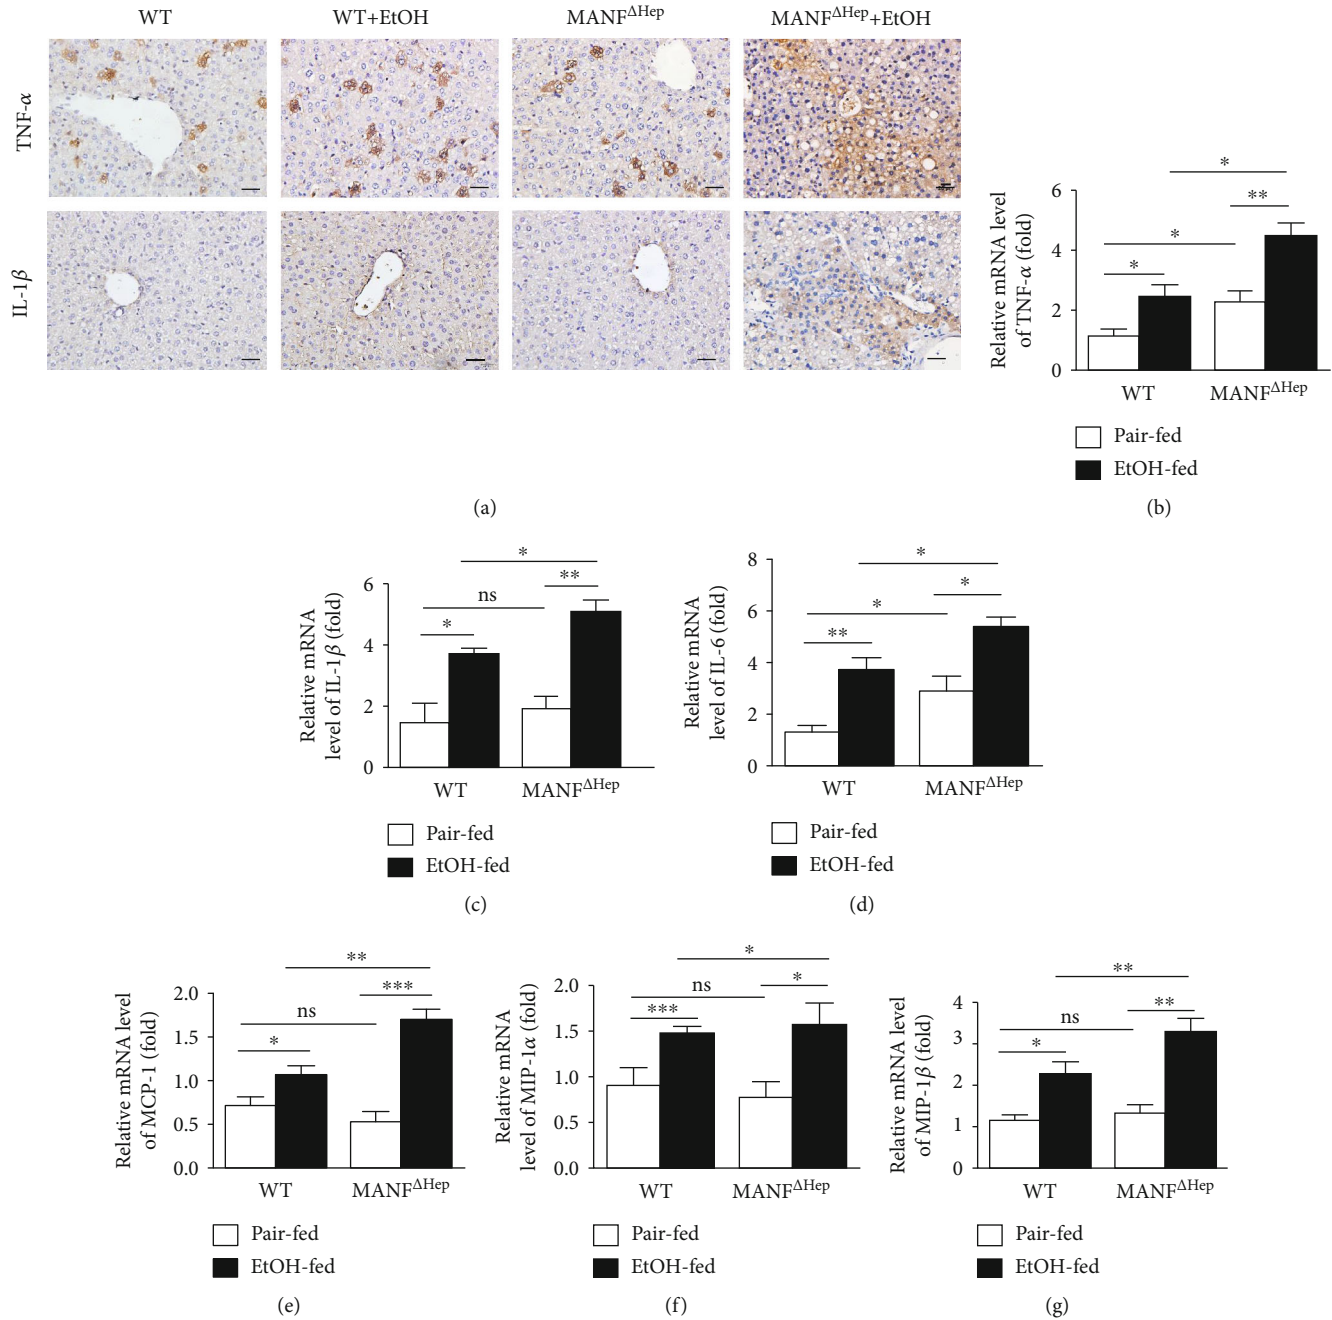 WT
WT+EtOH
MANF^ΔHep
MANF^ΔHep+EtOH
TNF-α
IL-1β
(a)
Relative mRNA level
of TNF-α (fold)
6
4
2
0
*
*
**
*
WT
MANF^ΔHep
Pair-fed
EtOH-fed
(b)
Relative mRNA
level of IL-1β (fold)
6
4
2
0
*
ns
**
*
WT
MANF^ΔHep
Pair-fed
EtOH-fed
(c)
Relative mRNA
level of IL-6 (fold)
8
6
4
2
0
*
*
*
**
WT
MANF^ΔHep
Pair-fed
EtOH-fed
(d)
Relative mRNA level
of MCP-1 (fold)
2.0
1.5
1.0
0.5
0.0
**
***
ns
*
WT
MANF^ΔHep
Pair-fed
EtOH-fed
(e)
Relative mRNA
level of MIP-1α (fold)
2.0
1.5
1.0
0.5
0.0
*
ns
*
***
WT
MANF^ΔHep
Pair-fed
EtOH-fed
(f)
Relative mRNA level
of MIP-1β (fold)
4
3
2
1
0
**
**
ns
*
WT
MANF^ΔHep
Pair-fed
EtOH-fed
(g)